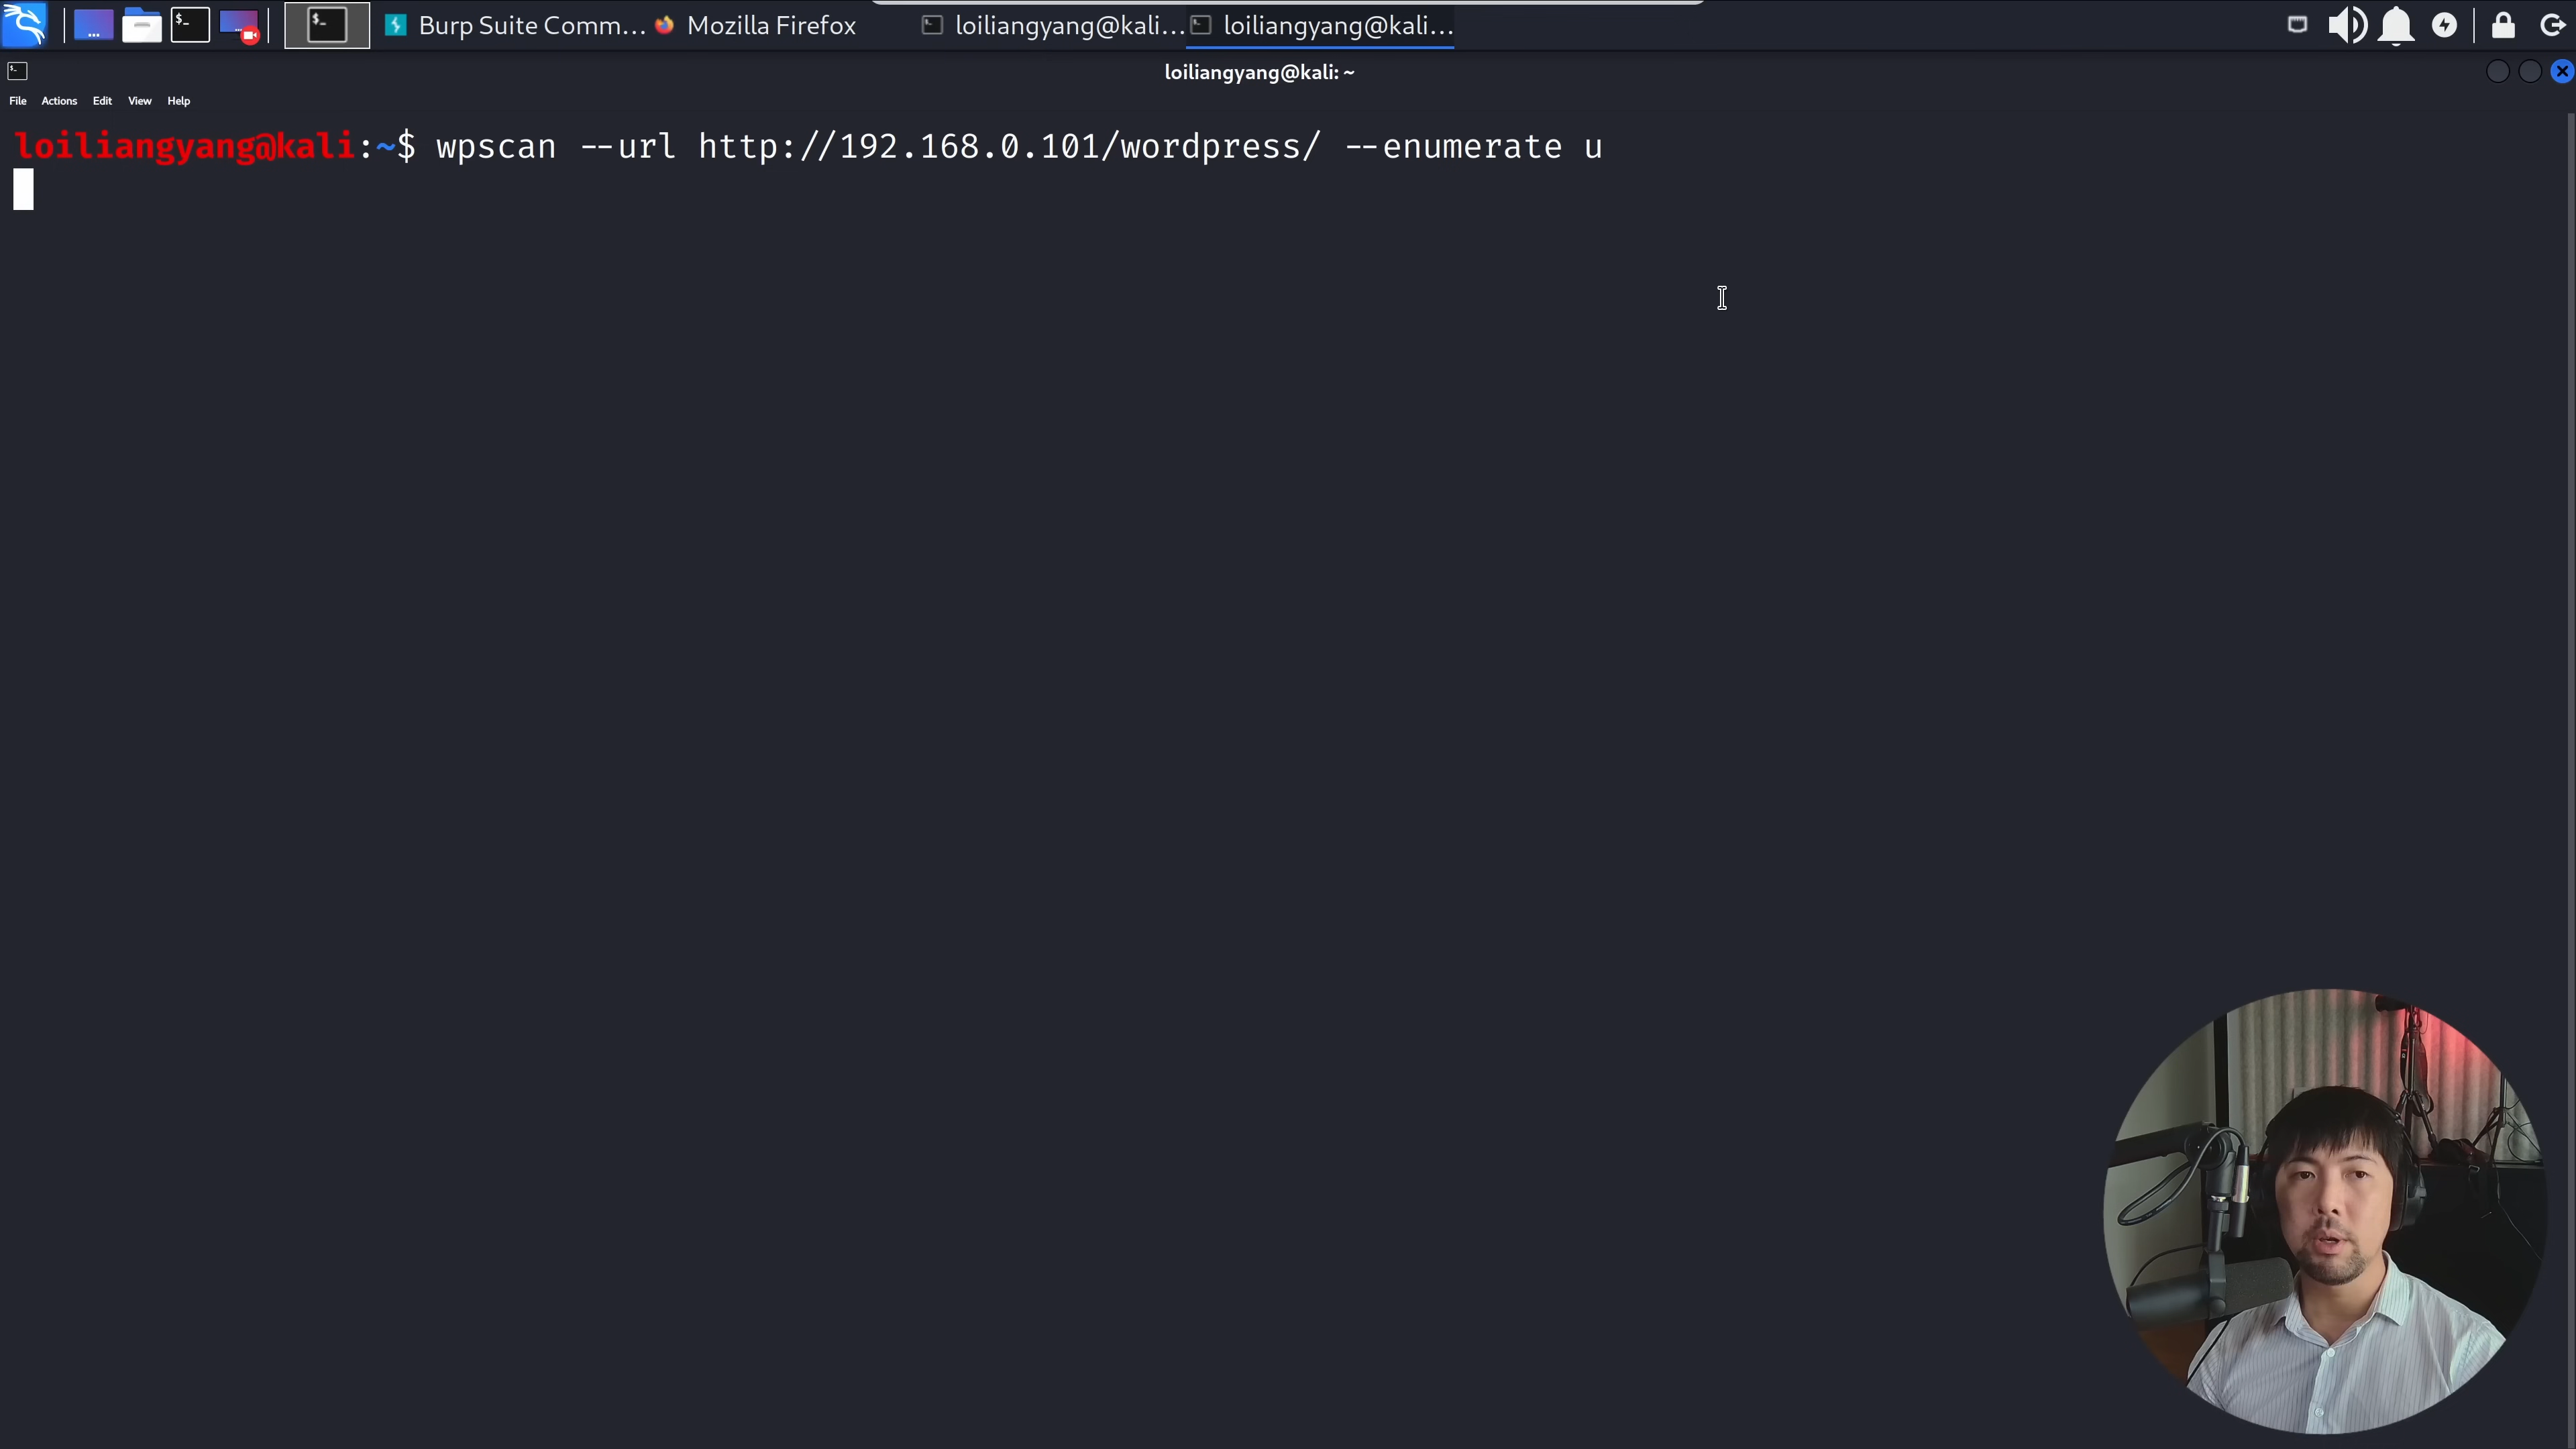 Burp Suite Comm...
Mozilla Firefox
loiliangyang@kali...
loiliangyang@kali...
loiliangyang@kali: ~
File Actions Edit View Help
loiliangyang@kali:~$ wpscan --url http://192.168.0.101/wordpress/ --enumerate u